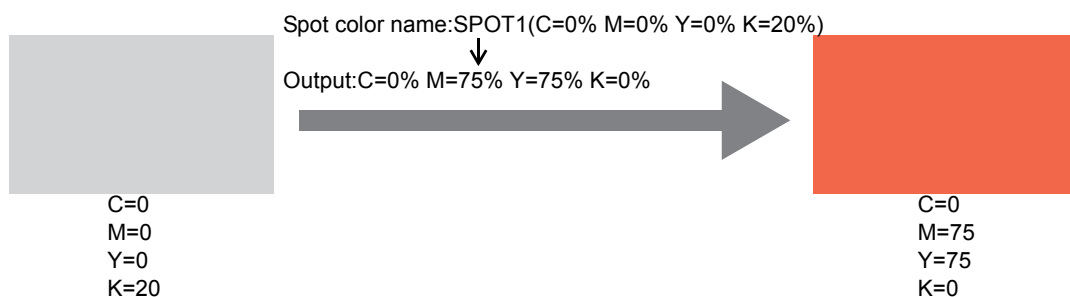 Spot color name:SPOT1(C=0% M=0% Y=0% K=20%)
Output:C=0% M=75% Y=75% K=0%
C=0
M=0
Y=0
K=20
C=0
M=75
Y=75
K=0